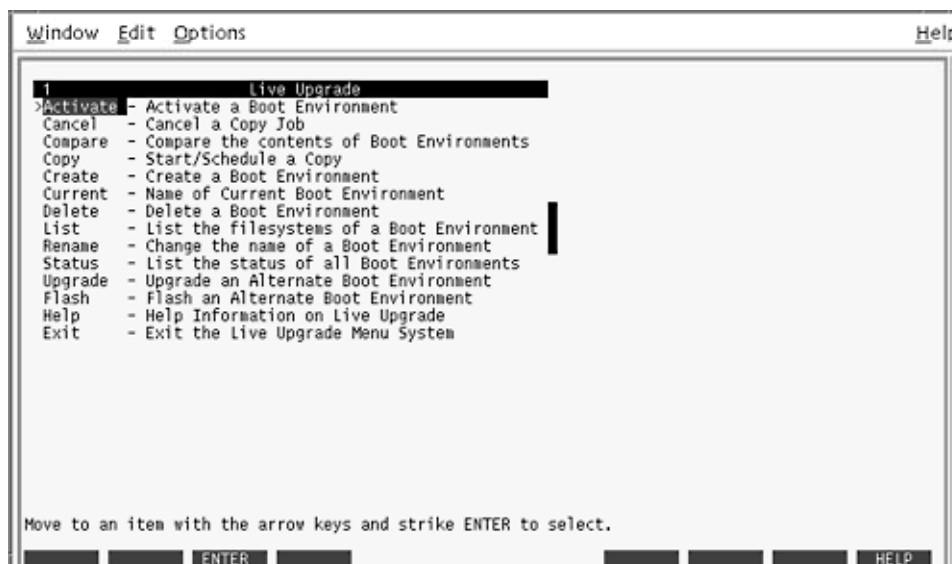 Window Edit Options Help
1 Live Upgrade
>Activate - Activate a Boot Environment
Cancel - Cancel a Copy Job
Compare - Compare the contents of Boot Environments
Copy - Start/Schedule a Copy
Create - Create a Boot Environment
Current - Name of Current Boot Environment
Delete - Delete a Boot Environment
List - List the filesystems of a Boot Environment
Rename - Change the name of a Boot Environment
Status - List the status of all Boot Environments
Upgrade - Upgrade an Alternate Boot Environment
Flash - Flash an Alternate Boot Environment
Help - Help Information on Live Upgrade
Exit - Exit the Live Upgrade Menu System
Move to an item with the arrow keys and strike ENTER to select.
ENTER HELP